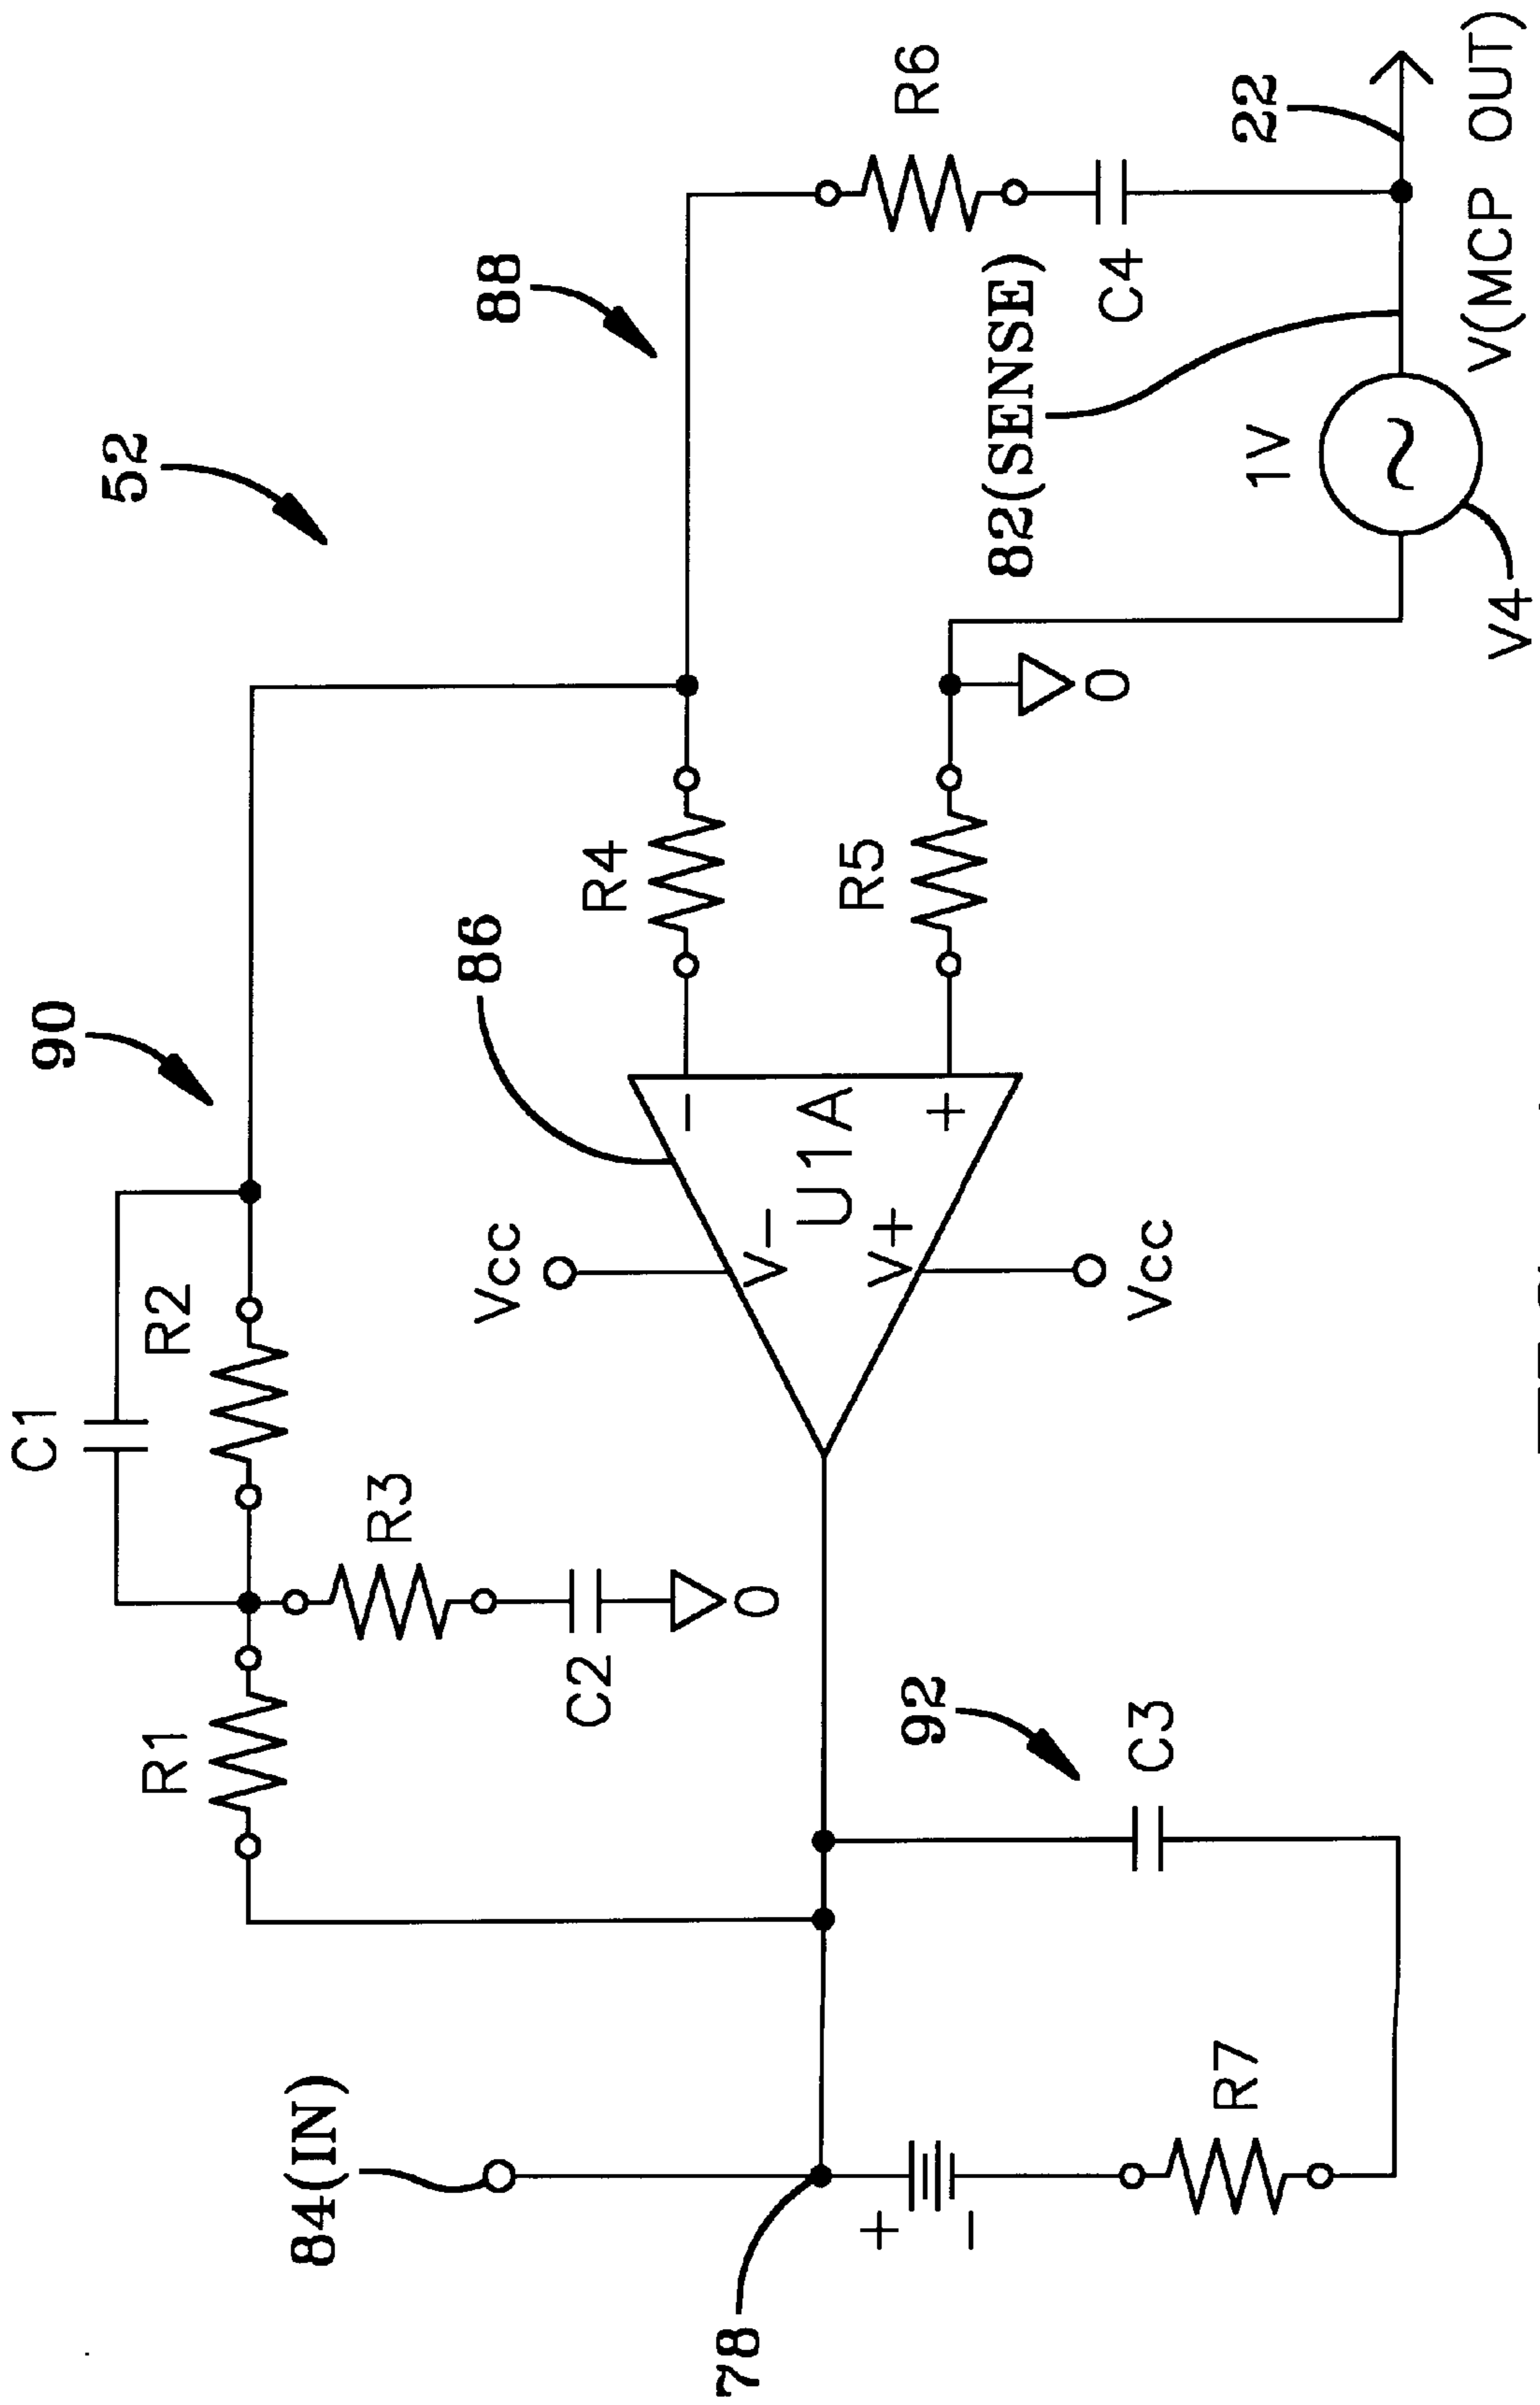 C1
90
52
R1
R2
84(IN)
R3
Vcc
86
88
C2
R4
−
78
0
V−
U1A
R5
+
V+
92
R6
+
−
82(SENSE)
0
C3
Vcc
C4
R7
1V
22
V4
V(MCP OUT)